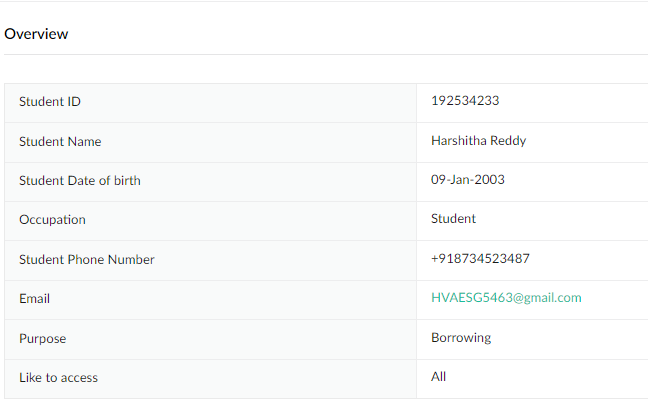 Overview
Student ID 192534233
Student Name Harshitha Reddy
Student Date of birth 09-Jan-2003
Occupation Student
Student Phone Number +918734523487
Email HVAESG5463@gmail.com
Purpose Borrowing
Like to access All